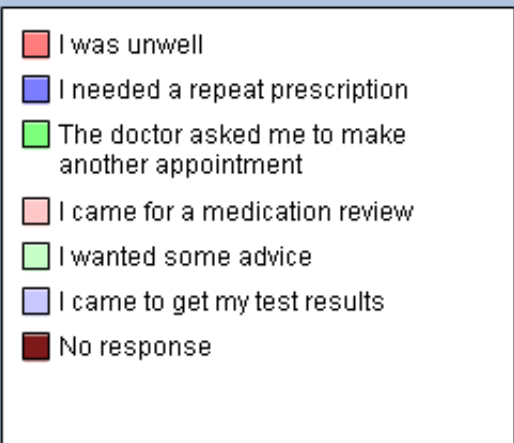 I was unwell
I needed a repeat prescription
The doctor asked me to make
another appointment
I came for a medication review
I wanted some advice
I came to get my test results
No response